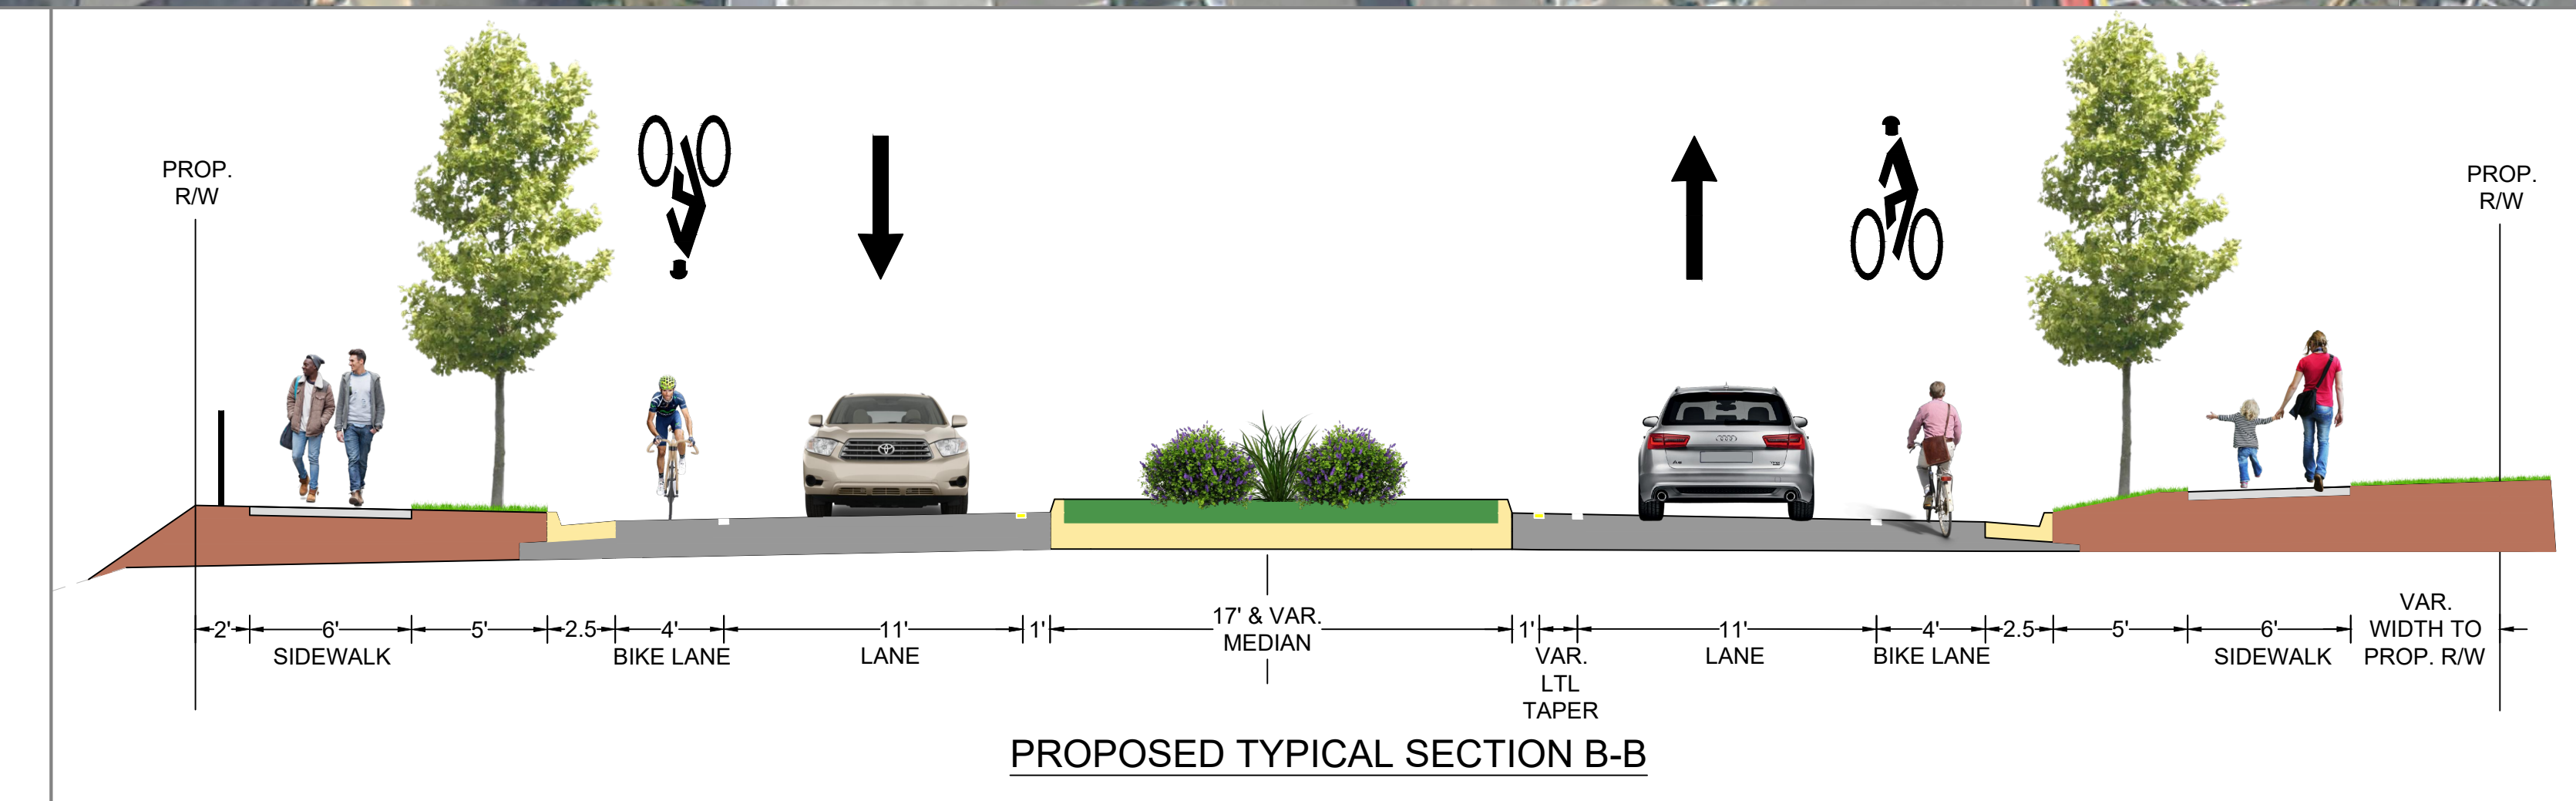 PROP.
R/W
PROP.
R/W
2'
6'
5'
2.5
4'
11'
1'
17' & VAR.
1'
11'
4'
2.5
5'
6'
VAR.
WIDTH TO
PROP. R/W
SIDEWALK
BIKE LANE
LANE
MEDIAN
VAR.
LTL
TAPER
LANE
BIKE LANE
SIDEWALK
PROPOSED TYPICAL SECTION B-B